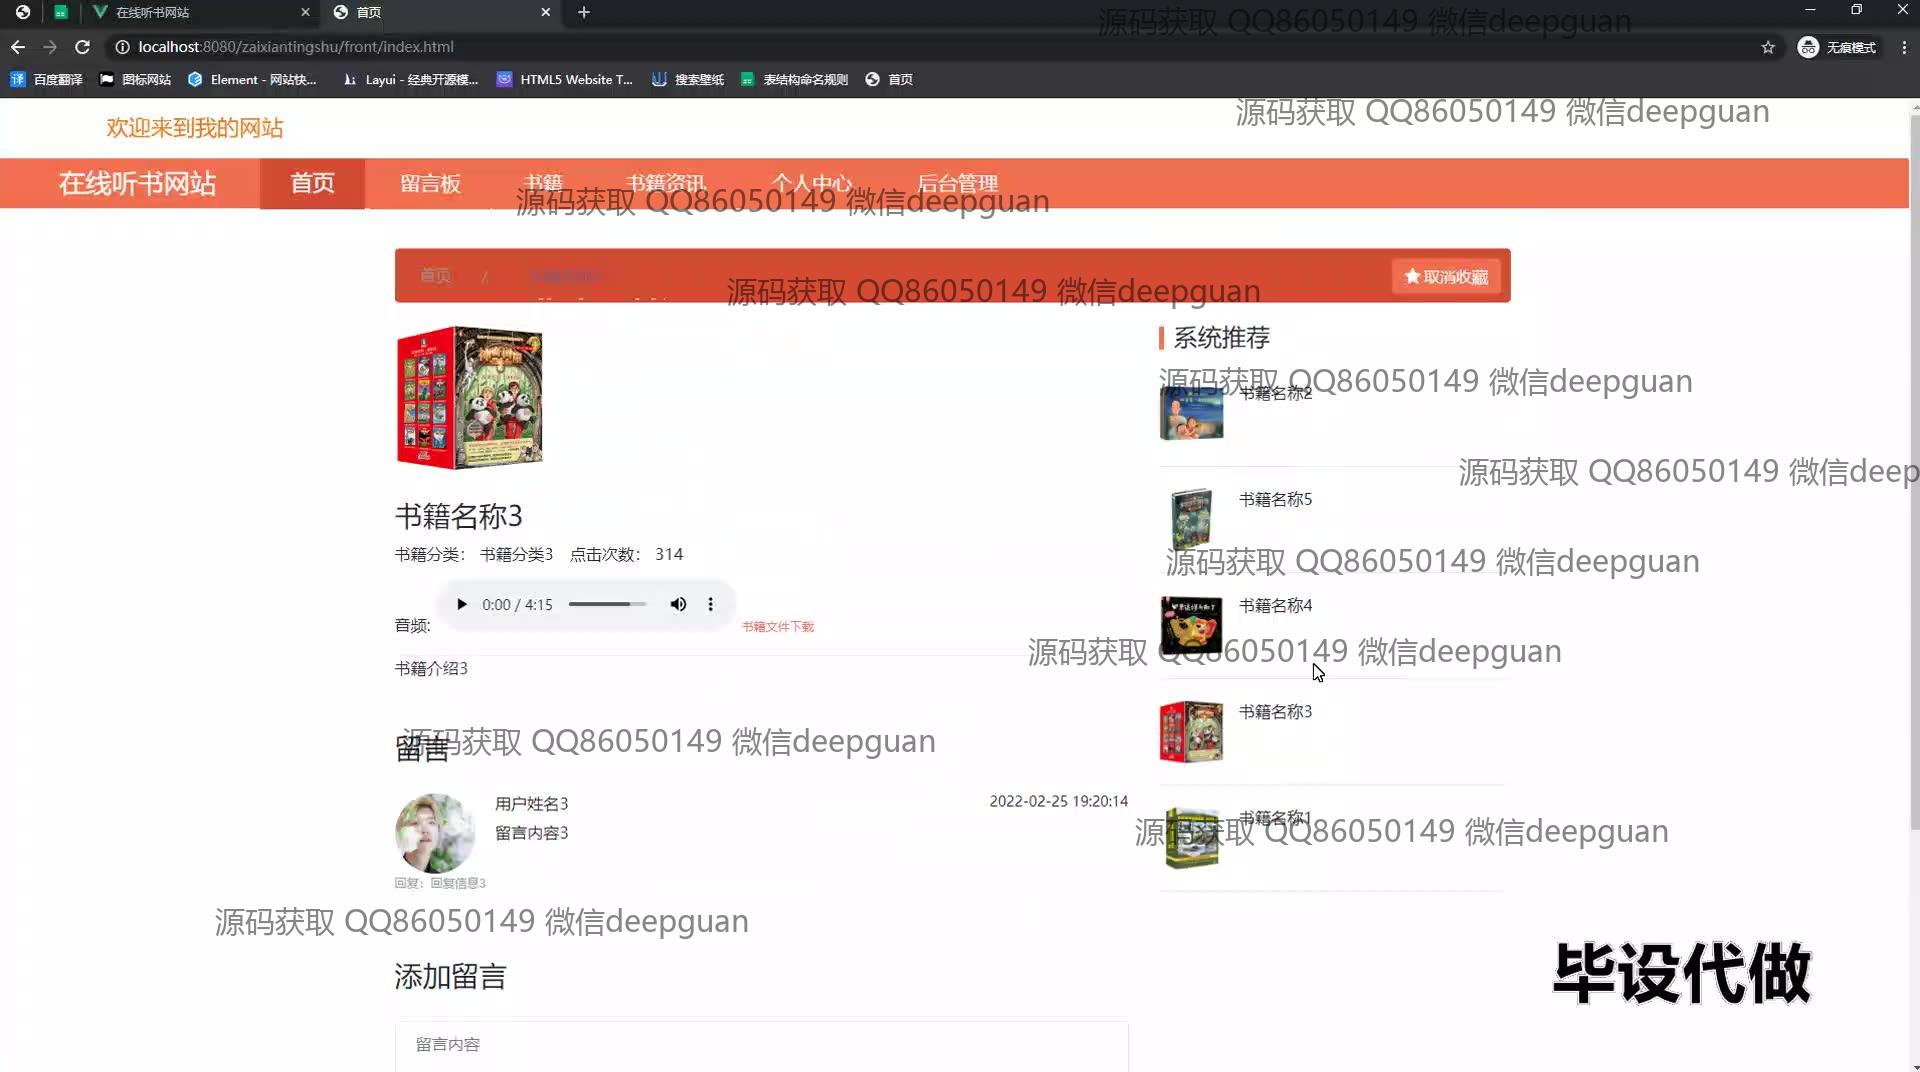 在线听书网站
首页
源码获取 QQ86050149 微信deepguan
localhost:8080/zaixiantingshu/front/index.html
无痕模式
百度翻译
图标网站
Element - 网站快...
Layui - 经典开源模...
HTML5 Website T...
搜索壁纸
表结构命名规则
首页
源码获取 QQ86050149 微信deepguan
欢迎来到我的网站
在线听书网站
首页
留言板
书籍
书籍资讯
个人中心
后台管理
源码获取 QQ86050149 微信deepguan
首页 /
取消收藏
源码获取 QQ86050149 微信deepguan
系统推荐
源码获取 QQ86050149 微信deepguan
书籍名称2
源码获取 QQ86050149 微信deep
书籍名称5
书籍名称3
书籍分类: 书籍分类3 点击次数: 314
源码获取 QQ86050149 微信deepguan
0:00 / 4:15
音频:
书籍文件下载
书籍名称4
源码获取 QQ86050149 微信deepguan
书籍介绍3
书籍名称3
源码获取 QQ86050149 微信deepguan
留言
用户姓名3
2022-02-25 19:20:14
留言内容3
书籍名称1
源码获取 QQ86050149 微信deepguan
回复: 回复信息3
源码获取 QQ86050149 微信deepguan
毕设代做
添加留言
留言内容